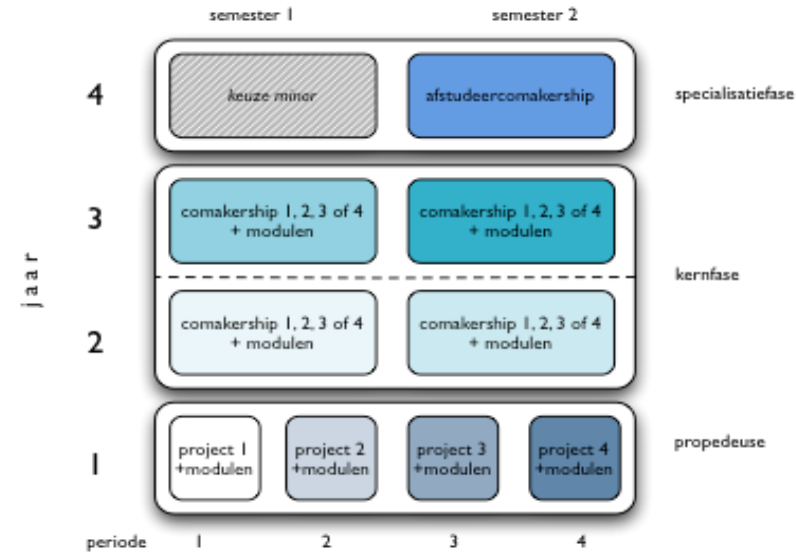 semester 1
semester 2
4
keuze minor
afstudeercomakership
specialisatiefase
3
comakership 1, 2, 3 of 4
+ modulen
comakership 1, 2, 3 of 4
+ modulen
jaar
kernfase
2
comakership 1, 2, 3 of 4
+ modulen
comakership 1, 2, 3 of 4
+ modulen
1
project 1
+modulen
project 2
+modulen
project 3
+modulen
project 4
+modulen
propedeuse
periode 1 2 3 4